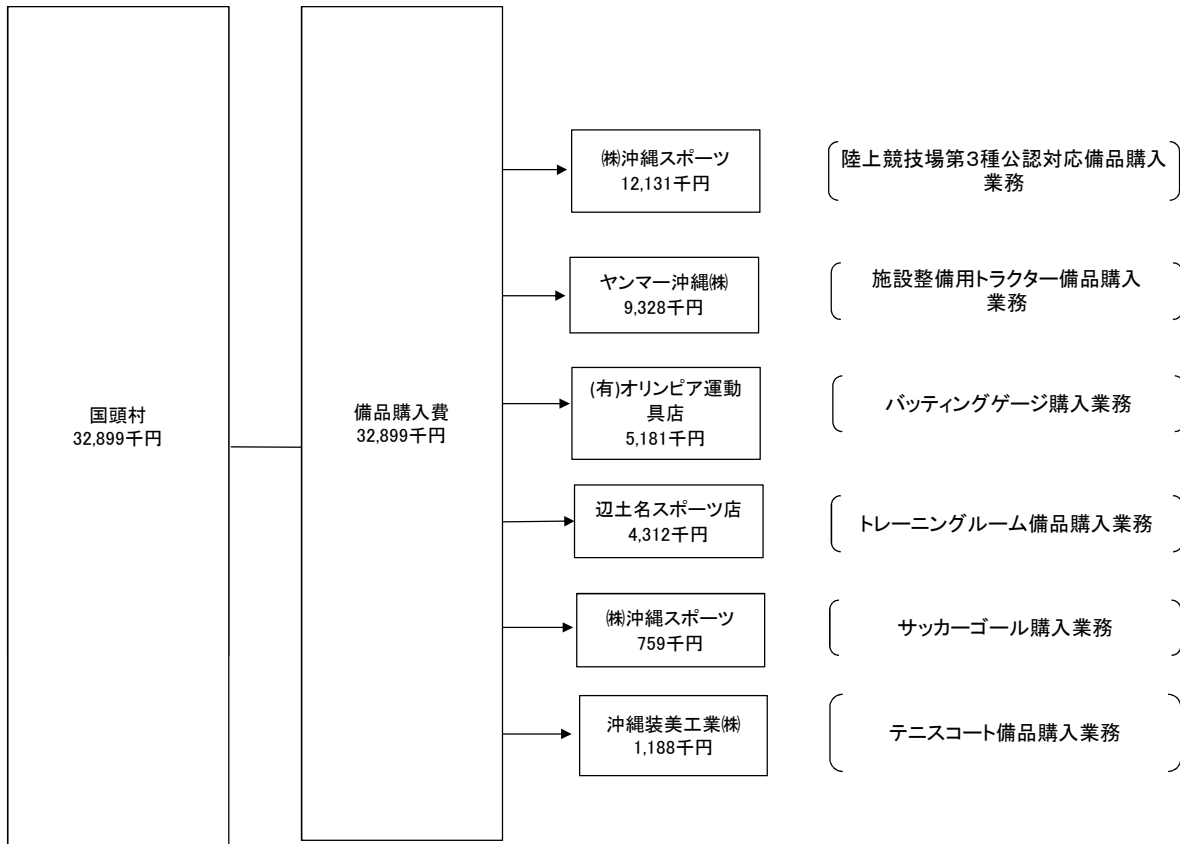 国頭村
32,899千円
備品購入費
32,899千円
㈱沖縄スポーツ
12,131千円
陸上競技場第3種公認対応備品購入
業務
ヤンマー沖縄㈱
9,328千円
施設整備用トラクター備品購入
業務
(有)オリンピア運動
具店
5,181千円
バッティングゲージ購入業務
辺土名スポーツ店
4,312千円
トレーニングルーム備品購入業務
㈱沖縄スポーツ
759千円
サッカーゴール購入業務
沖縄装美工業㈱
1,188千円
テニスコート備品購入業務